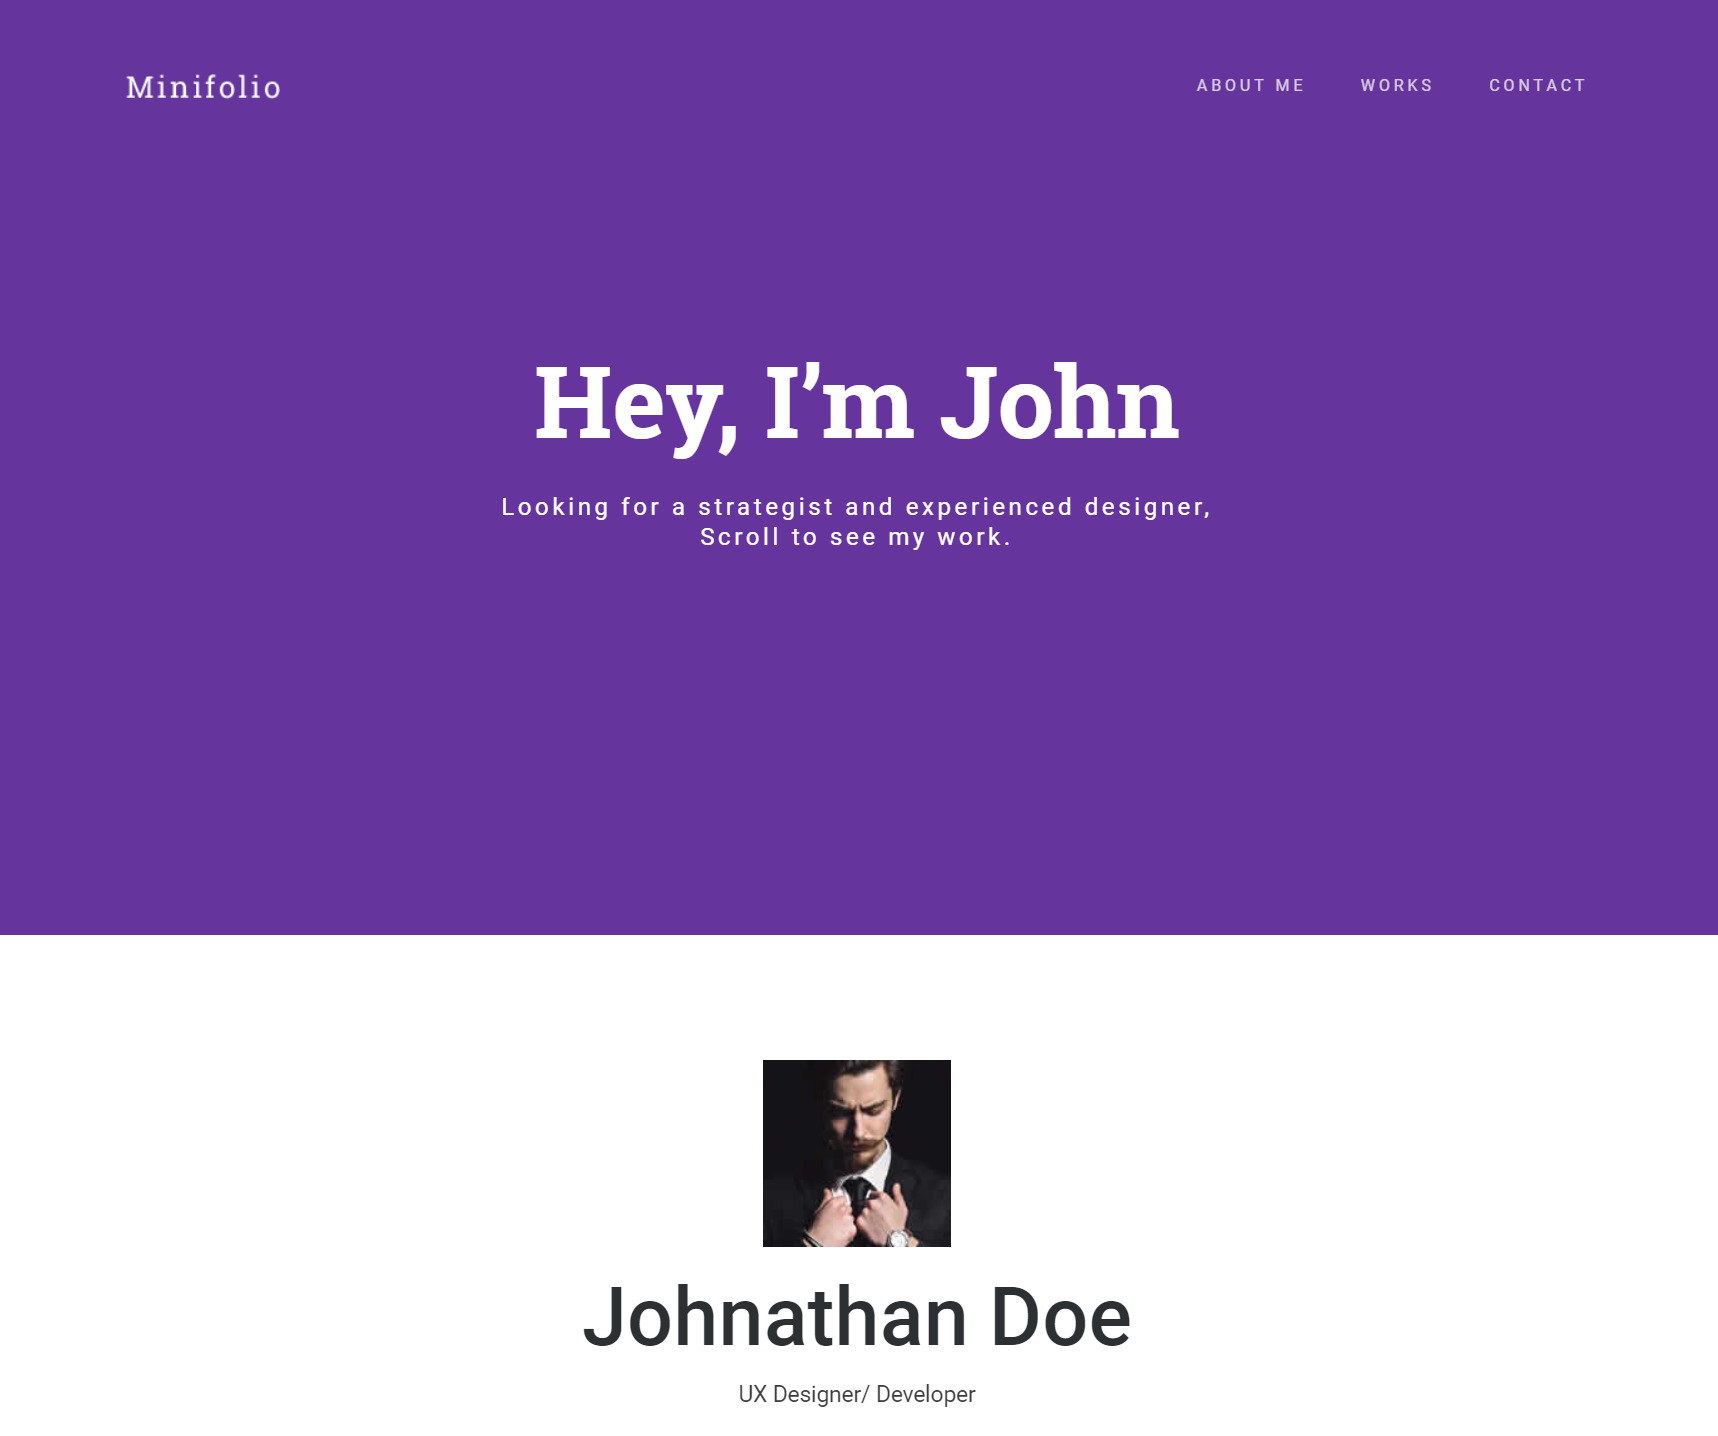 Minifolio
ABOUT ME
WORKS
CONTACT
Hey, I’m John
Looking for a strategist and experienced designer,
Scroll to see my work.
Johnathan Doe
UX Designer/ Developer